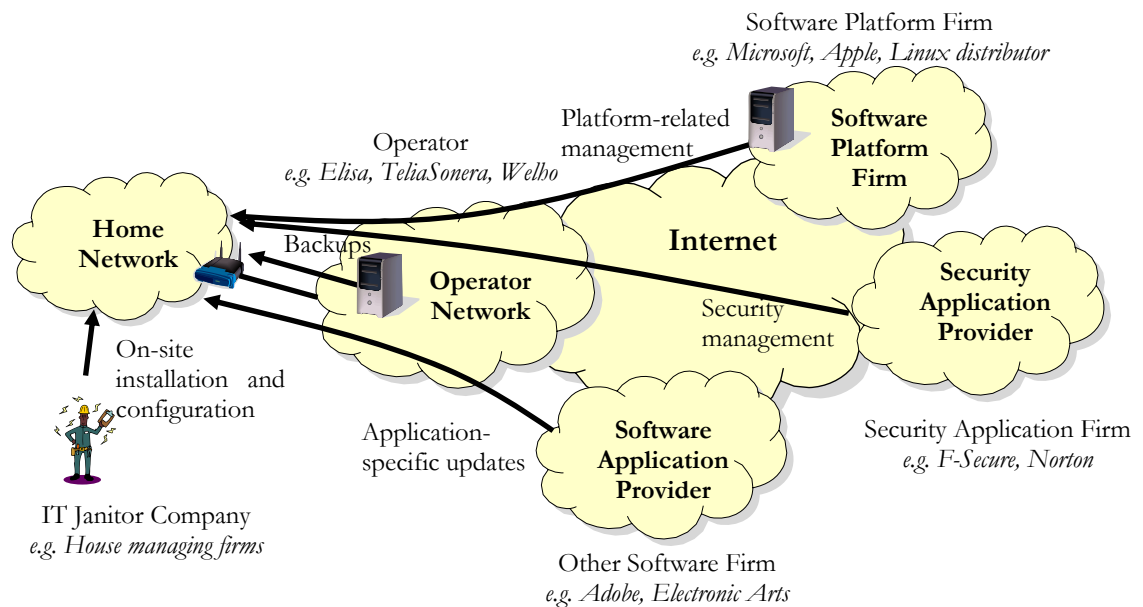 Software Platform Firm
e.g. Microsoft, Apple, Linux distributor
Software
Platform
Firm
Platform-related
management
Operator
e.g. Elisa, TeliaSonera, Welho
Home
Network
Backups
Internet
Operator
Network
Security
Application
Provider
Security
management
On-site
installation and
configuration
Application-
specific updates
Software
Application
Provider
Security Application Firm
e.g. F-Secure, Norton
IT Janitor Company
e.g. House managing firms
Other Software Firm
e.g. Adobe, Electronic Arts